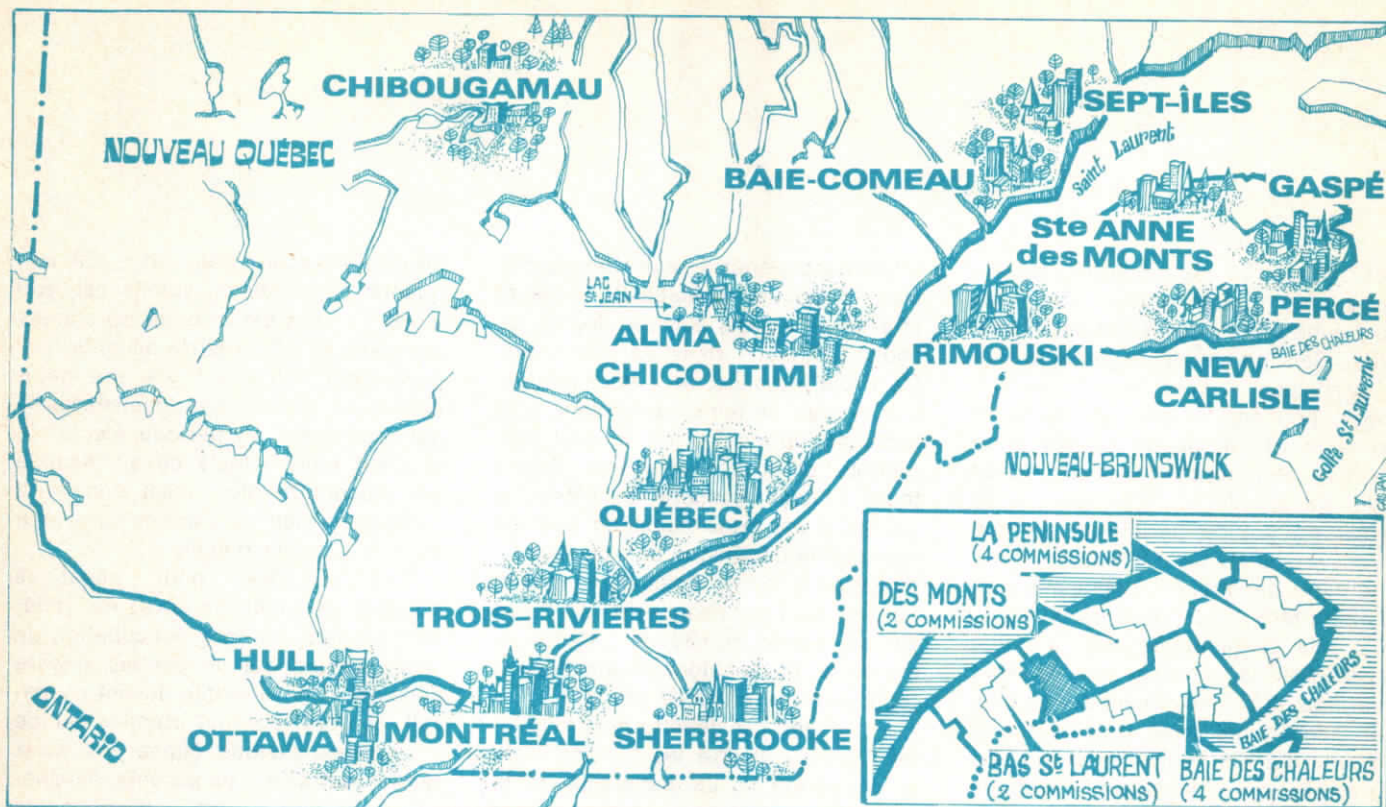 CHIBOUGAMAU
NOUVEAU QUÉBEC
SEPT-ÎLES
Saint Laurent
BAIE-COMEAU
GASPÉ
Ste ANNE
des MONTS
PERCÉ
LAC
St JEAN
ALMA
CHICOUTIMI
RIMOUSKI
BAIE DES CHALEURS
NEW
CARLISLE
Golfe St Laurent
NOUVEAU-BRUNSWICK
QUÉBEC
TROIS-RIVIERES
HULL
ONTARIO
OTTAWA
MONTRÉAL
SHERBROOKE
LA PENINSULE
(4 COMMISSIONS)
DES MONTS
(2 COMMISSIONS)
BAIE DES CHALEURS
BAS St LAURENT
(2 COMMISSIONS)
BAIE DES CHALEURS
(4 COMMISSIONS)